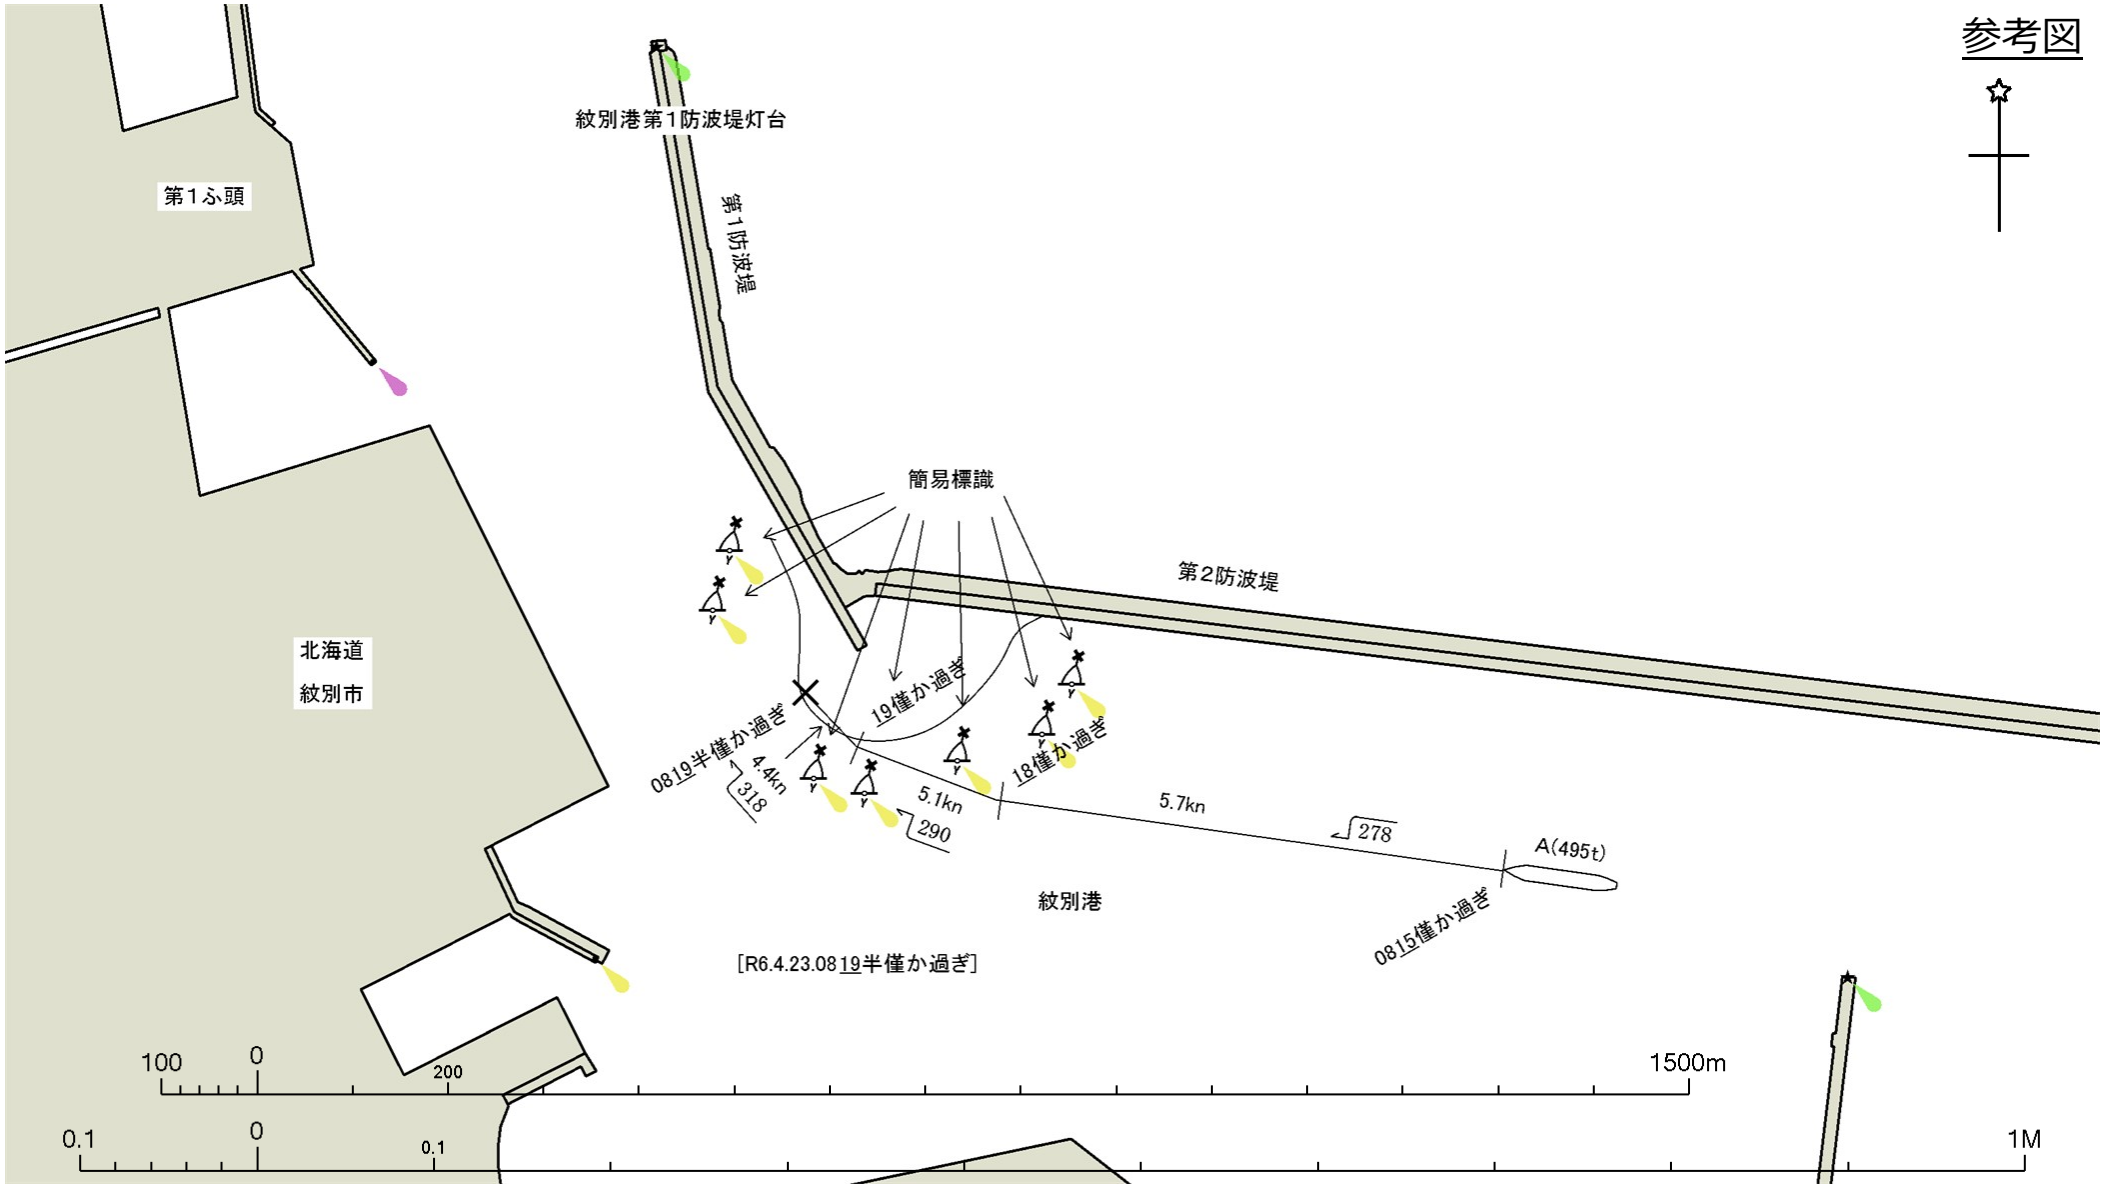 参考図
紋別港第1防波堤灯台
第1ふ頭
第1防波堤
簡易標識
第2防波堤
北海道
紋別市
19僅か過ぎ
0819半僅か過ぎ
4.4kn
318
18僅か過ぎ
5.1kn
290
5.7kn
278
A(495t)
0815僅か過ぎ
紋別港
[R6.4.23.0819半僅か過ぎ]
Y
Y
Y
Y
Y
Y
Y
100 0 200 1500m
0.1 0 0.1 1M